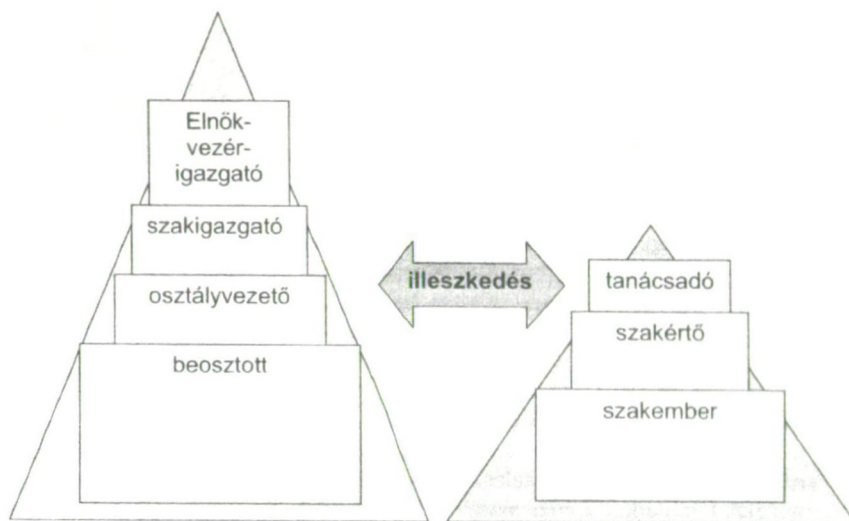 Elnök-
vezér-
igazgató
szakigazgató
osztályvezető
beosztott
illeszkedés
tanácsadó
szakértő
szakember